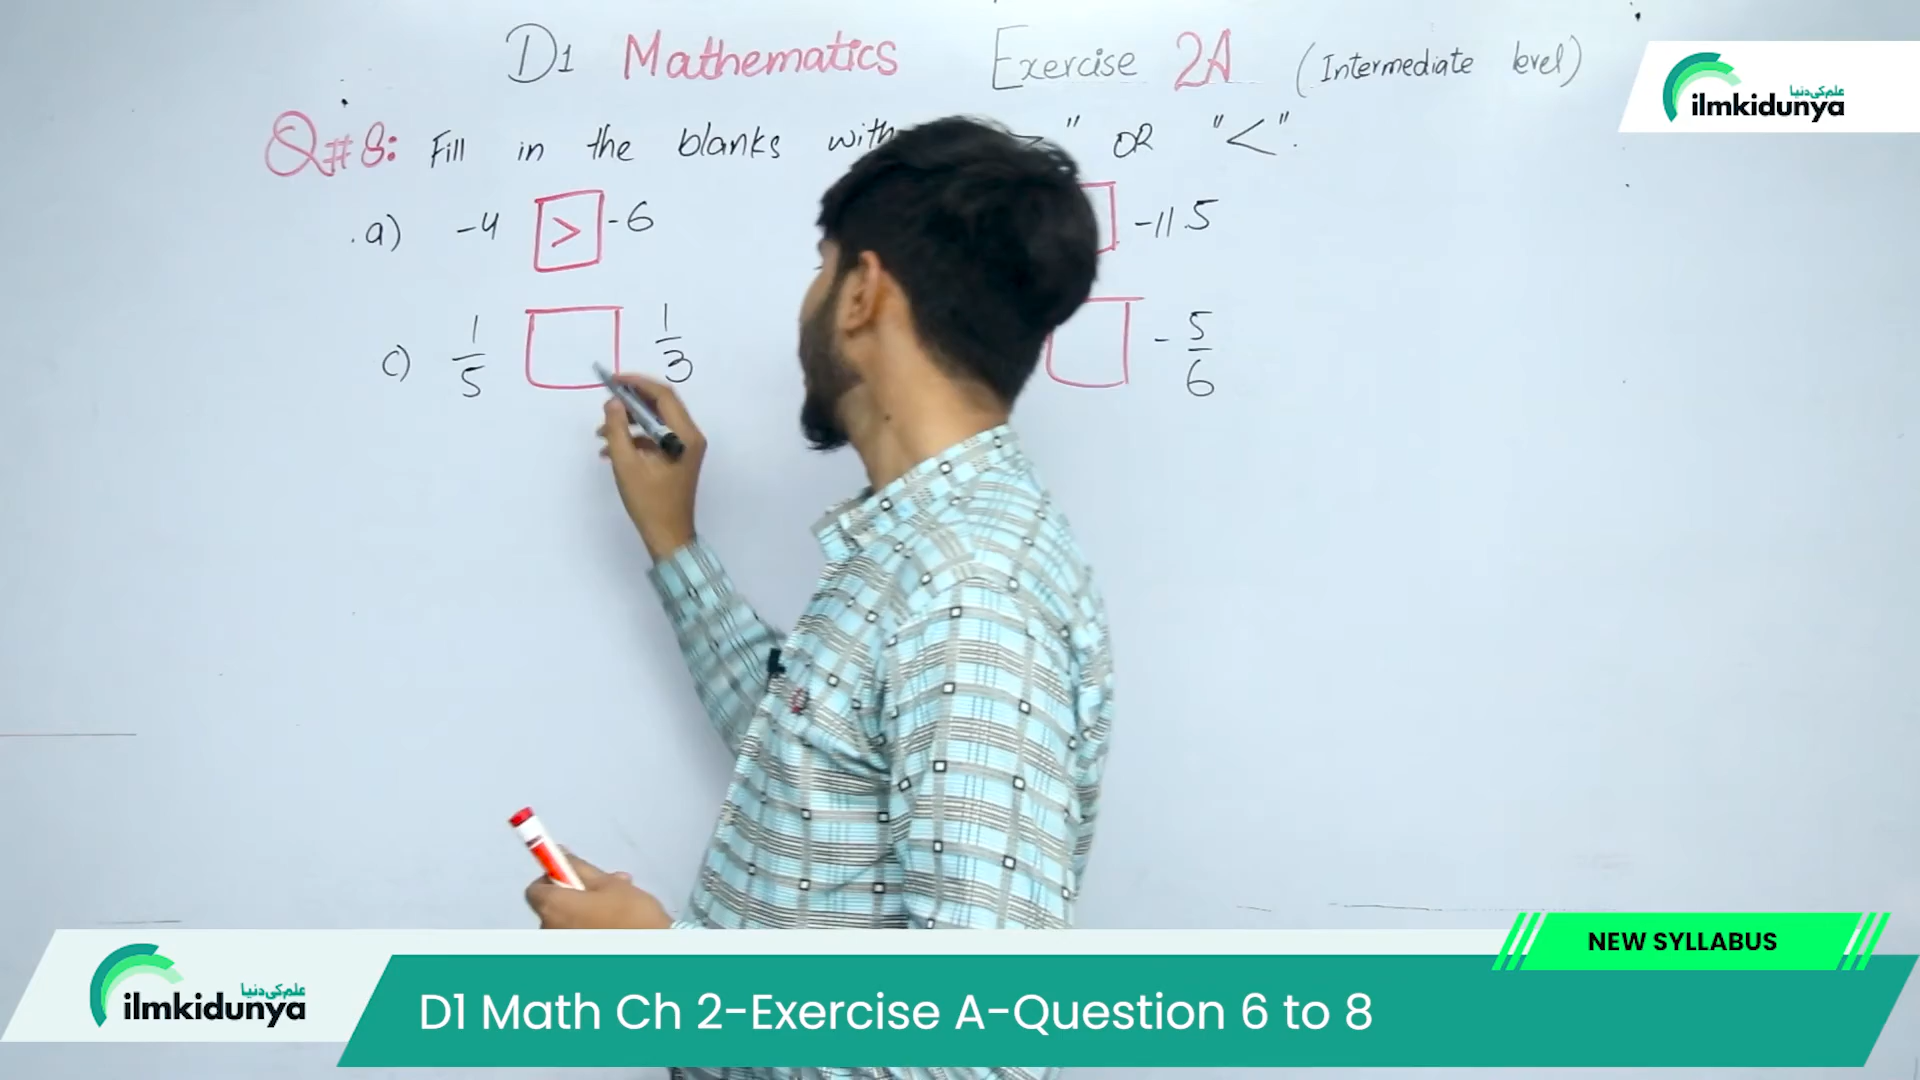 D1 Mathematics Exercise 2A (Intermediate level)
علم کی دنیا
ilmkidunya
Q#8: Fill in the blanks with > " OR "<".
a) -4 > -6 -11.5
c) 1/5 1/3 - 5/6
NEW SYLLABUS
علم کی دنیا
ilmkidunya
D1 Math Ch 2-Exercise A-Question 6 to 8